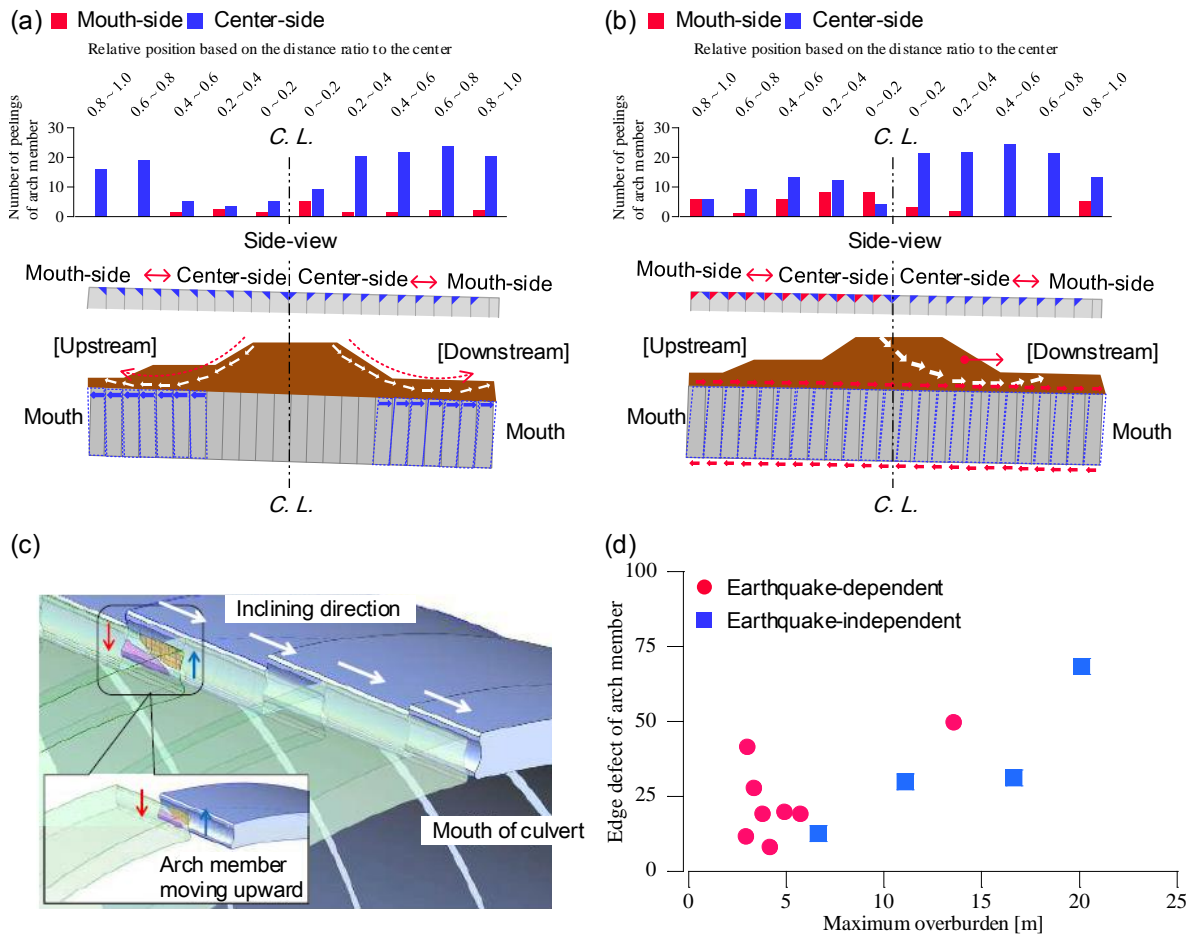 (a) Mouth-side Center-side
Relative position based on the distance ratio to the center
0.8 ~ 1.0 0.6 ~ 0.8 0.4 ~ 0.6 0.2 ~ 0.4 0 ~ 0.2 0 ~ 0.2 0.2 ~ 0.4 0.4 ~ 0.6 0.6 ~ 0.8 0.8 ~ 1.0
Number of peelings
of arch member
30
20
10
0
C. L.
Side-view
Mouth-side Center-side Center-side Mouth-side
[Upstream] [Downstream]
Mouth Mouth
C. L.
(b) Mouth-side Center-side
Relative position based on the distance ratio to the center
0.8 ~ 1.0 0.6 ~ 0.8 0.4 ~ 0.6 0.2 ~ 0.4 0 ~ 0.2 0 ~ 0.2 0.2 ~ 0.4 0.4 ~ 0.6 0.6 ~ 0.8 0.8 ~ 1.0
Number of peelings
of arch member
30
20
10
0
C. L.
Side-view
Mouth-side Center-side Center-side Mouth-side
[Upstream] [Downstream]
Mouth Mouth
C. L.
(c)
Inclining direction
Mouth of culvert
Arch member
moving upward
(d)
Edge defect of arch member
100
75
50
25
0
Earthquake-dependent
Earthquake-independent
0 5 10 15 20 25
Maximum overburden [m]